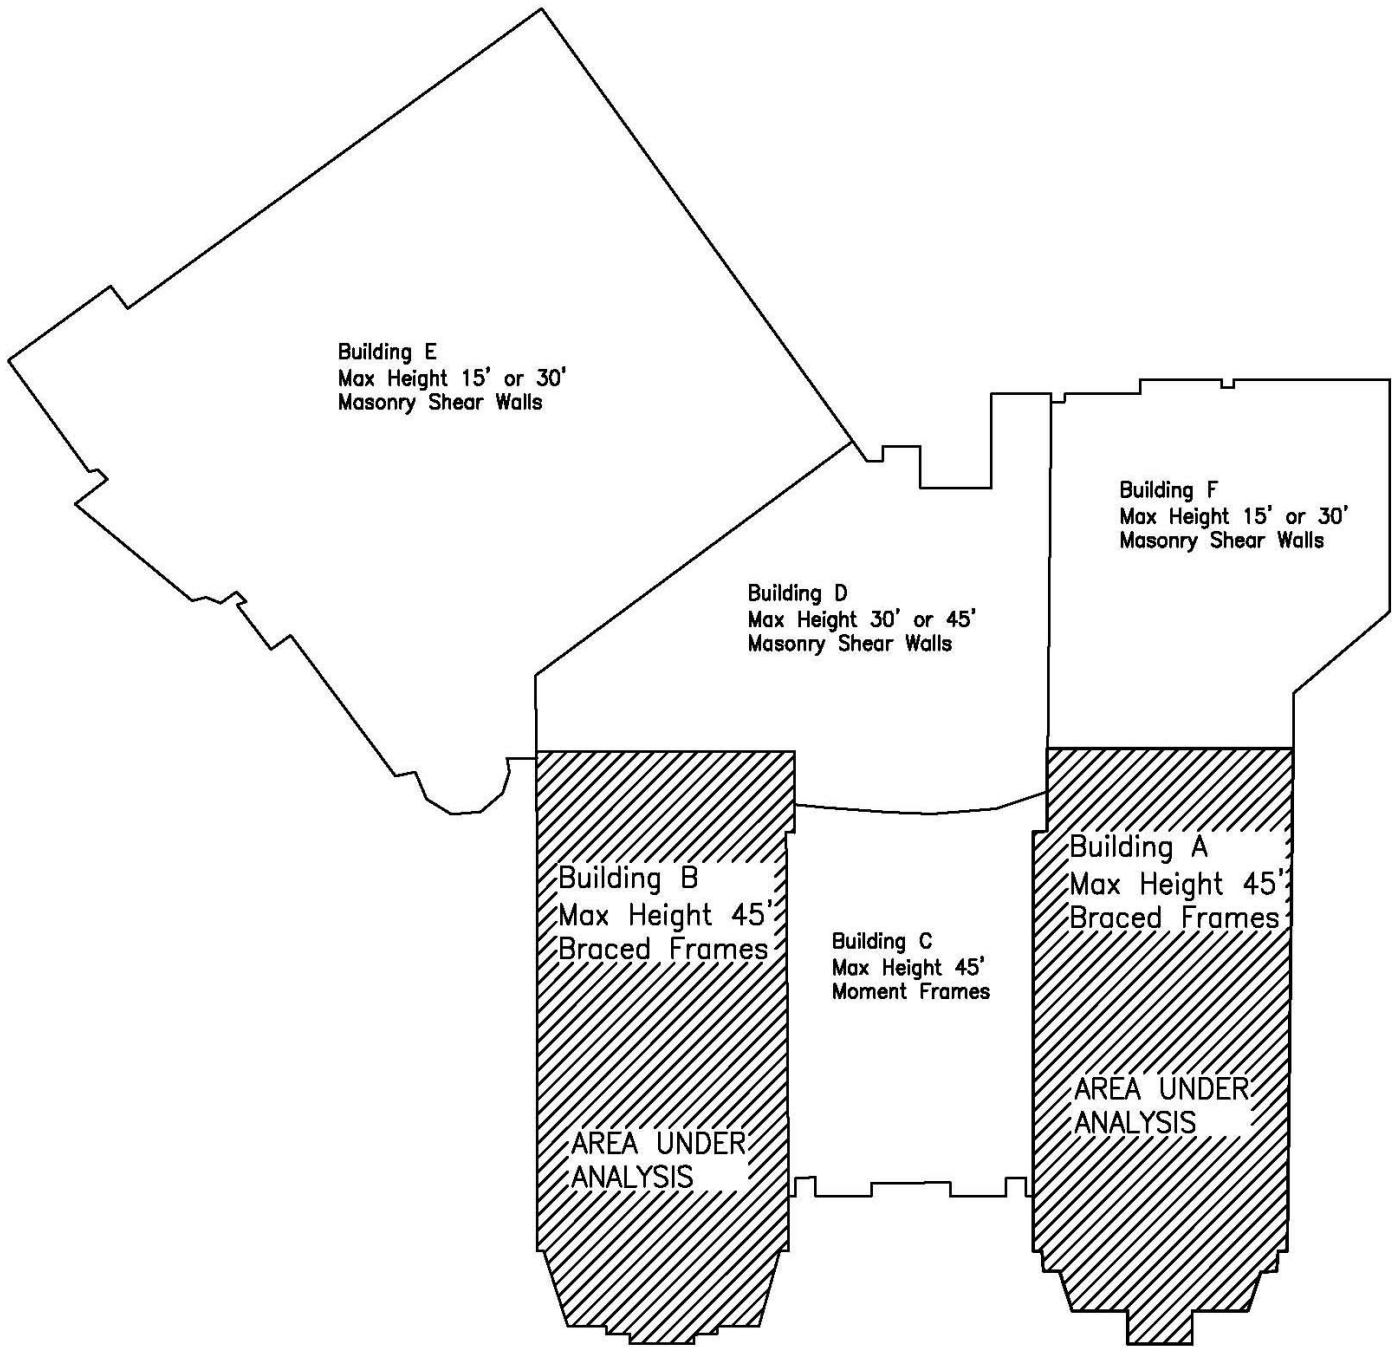 Building E
Max Height 15' or 30'
Masonry Shear Walls
Building F
Max Height 15' or 30'
Masonry Shear Walls
Building D
Max Height 30' or 45'
Masonry Shear Walls
Building B
Max Height 45'
Braced Frames
AREA UNDER
ANALYSIS
Building C
Max Height 45'
Moment Frames
Building A
Max Height 45'
Braced Frames
AREA UNDER
ANALYSIS